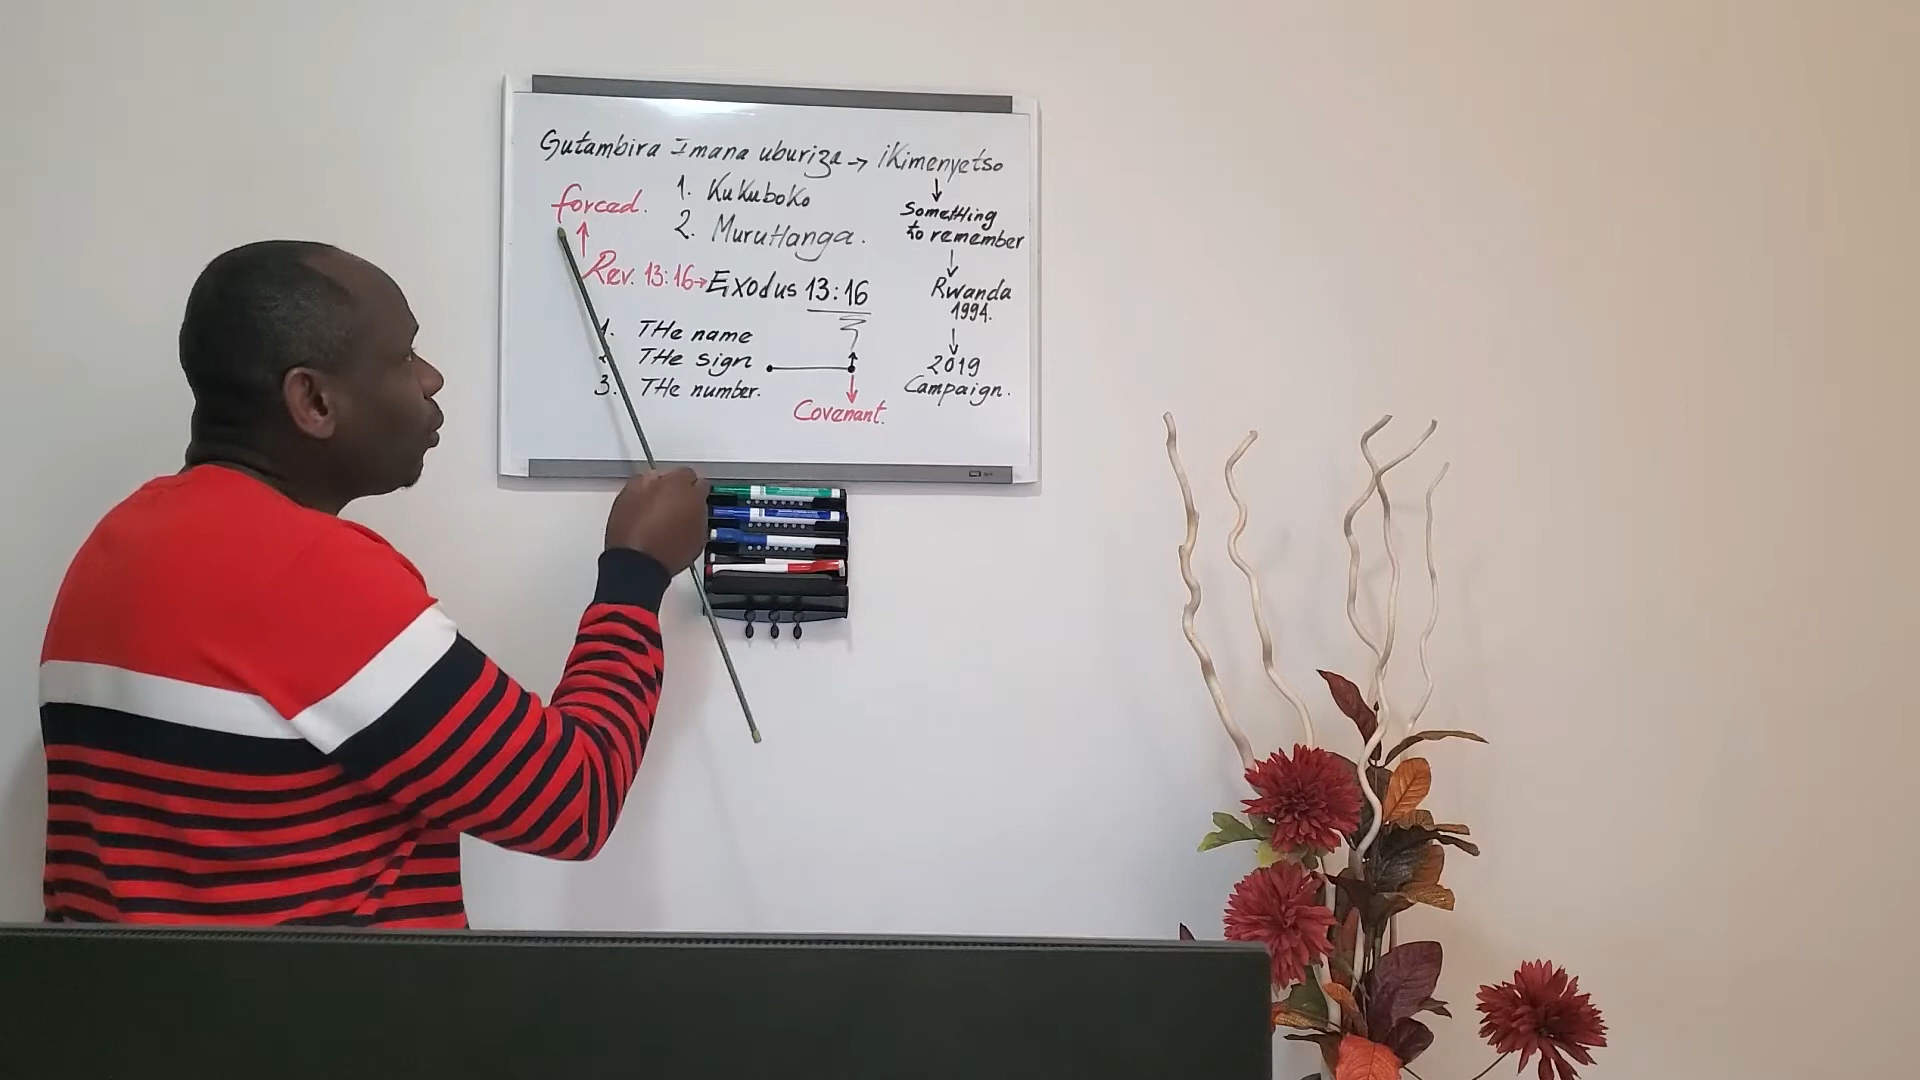 Gutambira Imana uburiza → iKimenyetso
forced.
1. KuKuboKo
2. MuruHanga.
Rev. 13:16 → Exodus 13:16
1. THe name
THe sign
3. THe number.
Covenant.
SometHing
to remember
Rwanda
1994.
2019
Campaign.